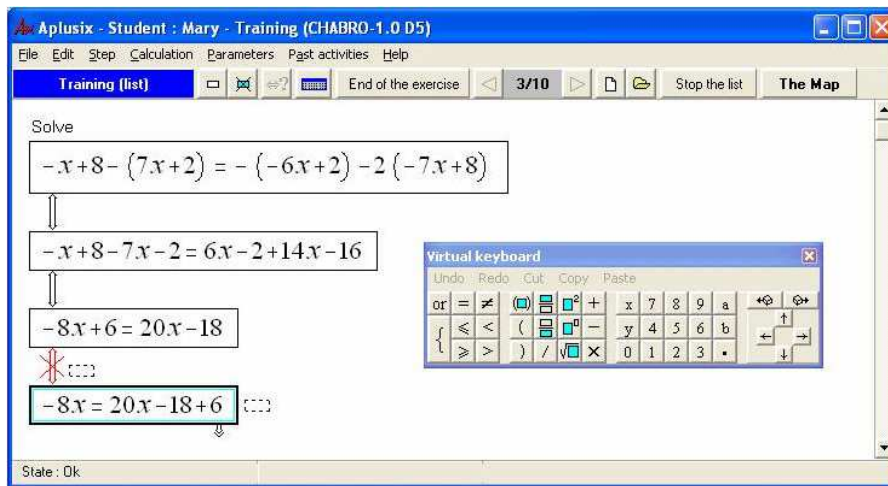 Aplusix - Student : Mary - Training (CHABRO-1.0 D5)
File Edit Step Calculation Parameters Past activities Help
Training (list) ⇔? End of the exercise 3/10 Stop the list The Map
Solve
-x+8-(7x+2) = -(-6x+2)-2(-7x+8)
-x+8-7x-2=6x-2+14x-16
-8x+6=20x-18
-8x=20x-18+6
Virtual keyboard
Undo Redo Cut Copy Paste
or = ≠ (□) □² + x 7 8 9 a
{ ⩽ < ( □⁰ − y 4 5 6 b
⩾ > ) / √□ × 0 1 2 3 .
State : Ok